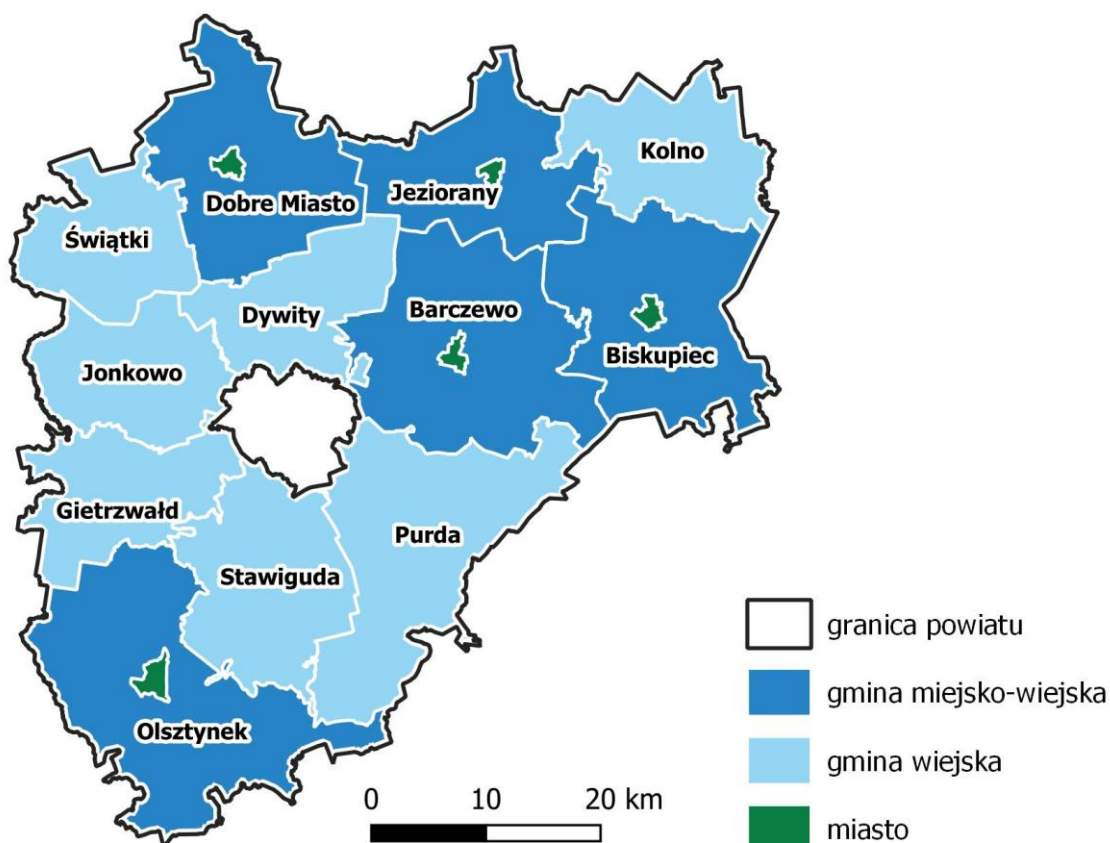 Kolno
Dobre Miasto
Jeziorany
Świątki
Dywity
Barczewo
Biskupiec
Jonkowo
Gietrzwałd
Purda
Stawiguda
Olsztynek
0 10 20 km
granica powiatu
gmina miejsko-wiejska
gmina wiejska
miasto